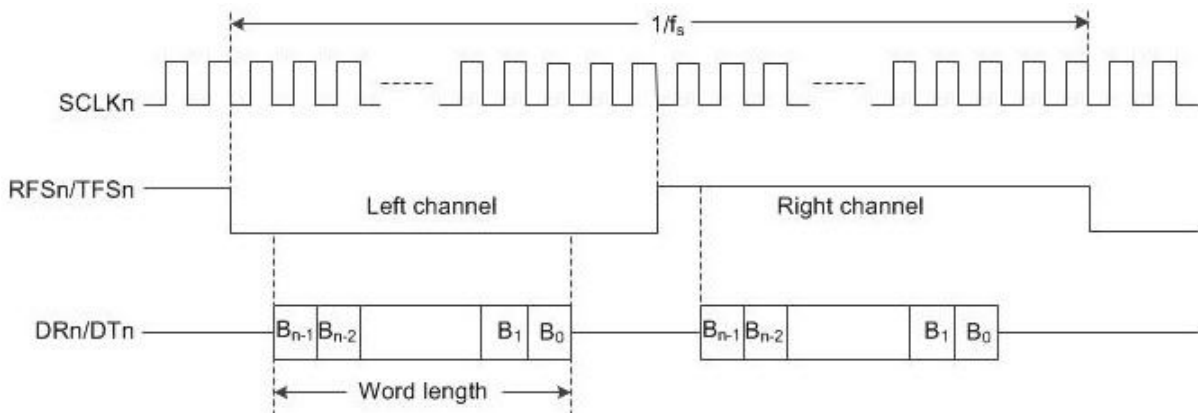 1/fₛ
SCLKn
RFSn/TFSn
Left channel
Right channel
DRn/DTn
Bₙ₋₁ Bₙ₋₂ B₁ B₀
Bₙ₋₁ Bₙ₋₂ B₁ B₀
Word length